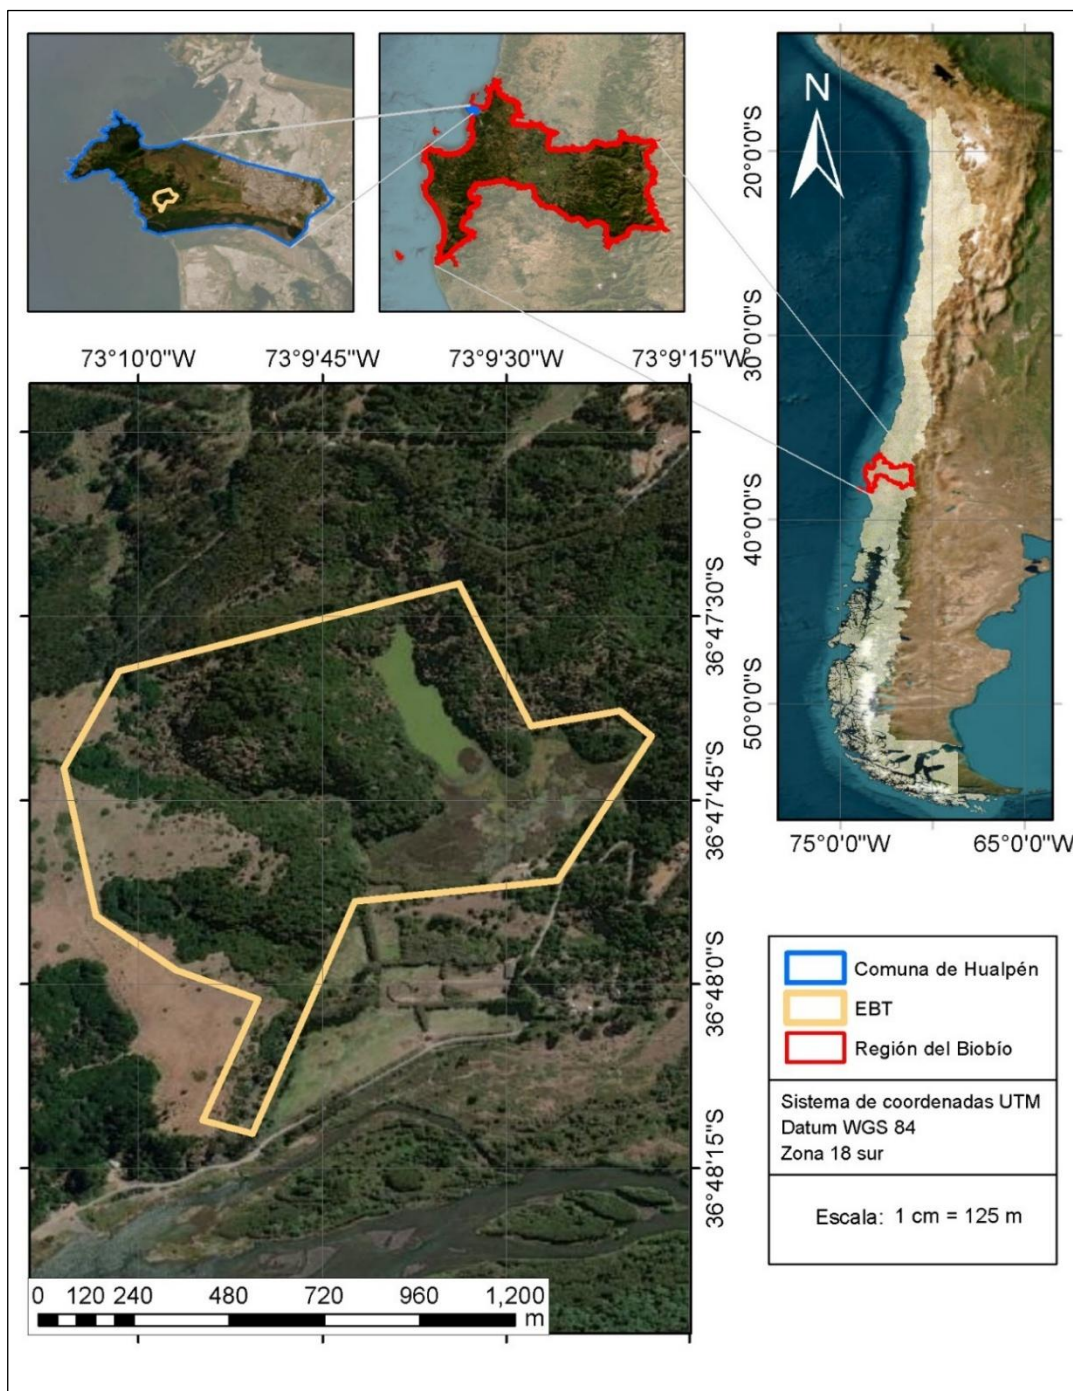 N
20°0'0"S
30°0'0"S
40°0'0"S
50°0'0"S
75°0'0"W
65°0'0"W
73°10'0"W
73°9'45"W
73°9'30"W
73°9'15"W
36°47'30"S
36°47'45"S
36°48'0"S
36°48'15"S
0 120 240 480 720 960 1,200
m
Comuna de Hualpén
EBT
Región del Biobío
Sistema de coordenadas UTM
Datum WGS 84
Zona 18 sur
Escala: 1 cm = 125 m